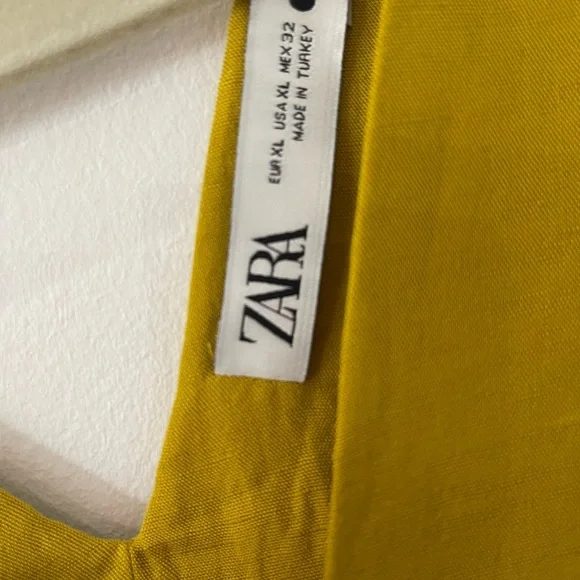 ZARA
EUR XL USA XL MEX 32
MADE IN TURKEY